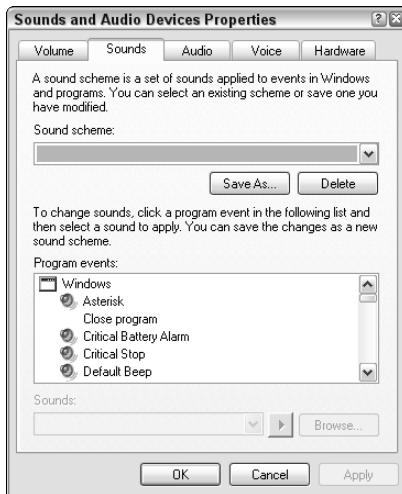 Sounds and Audio Devices Properties
Volume Sounds Audio Voice Hardware
A sound scheme is a set of sounds applied to events in Windows
and programs. You can select an existing scheme or save one you
have modified.
Sound scheme:
Save As... Delete
To change sounds, click a program event in the following list and
then select a sound to apply. You can save the changes as a new
sound scheme.
Program events:
Windows
Asterisk
Close program
Critical Battery Alarm
Critical Stop
Default Beep
Sounds:
Browse...
OK Cancel Apply